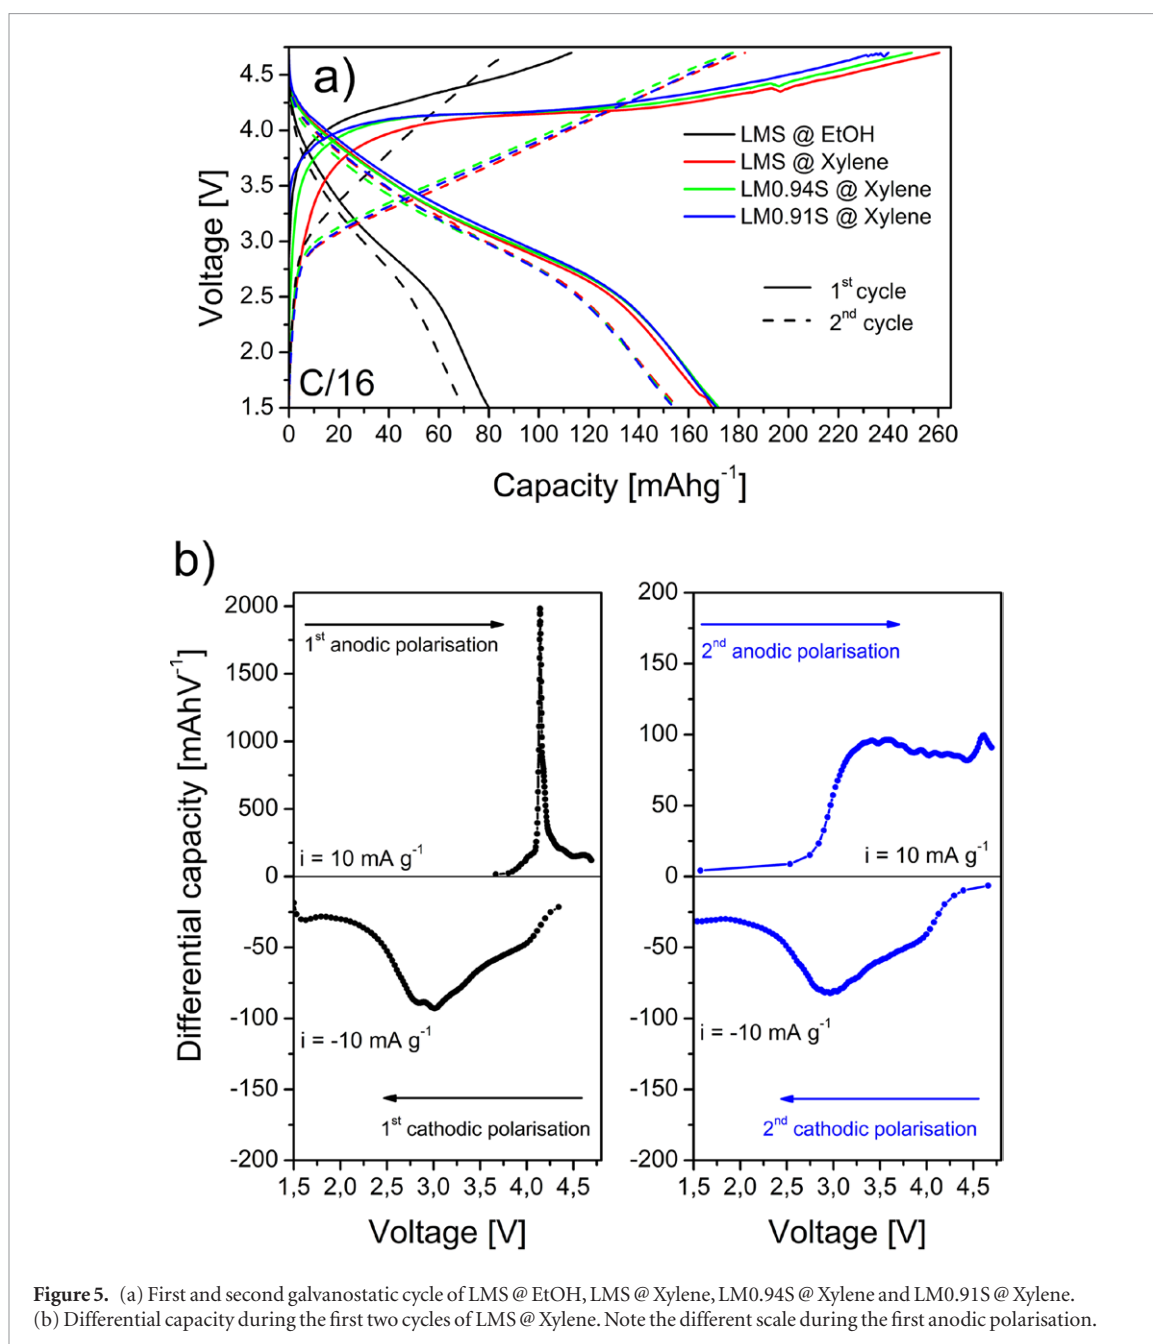 a)
4.5
4.0
3.5
3.0
2.5
2.0
1.5
Voltage [V]
LMS @ EtOH
LMS @ Xylene
LM0.94S @ Xylene
LM0.91S @ Xylene
1st cycle
2nd cycle
C/16
0 20 40 60 80 100 120 140 160 180 200 220 240 260
Capacity [mAhg-1]
b)
Differential capacity [mAhV-1]
2000
1500
1000
500
0
-50
-100
-150
-200
1st anodic polarisation
i = 10 mA g-1
i = -10 mA g-1
1st cathodic polarisation
1,5 2,0 2,5 3,0 3,5 4,0 4,5
Voltage [V]
200
150
100
50
0
-50
-100
-150
-200
2nd anodic polarisation
i = 10 mA g-1
i = -10 mA g-1
2nd cathodic polarisation
1,5 2,0 2,5 3,0 3,5 4,0 4,5
Voltage [V]
Figure 5. (a) First and second galvanostatic cycle of LMS @ EtOH, LMS @ Xylene, LM0.94S @ Xylene and LM0.91S @ Xylene.
(b) Differential capacity during the first two cycles of LMS @ Xylene. Note the different scale during the first anodic polarisation.